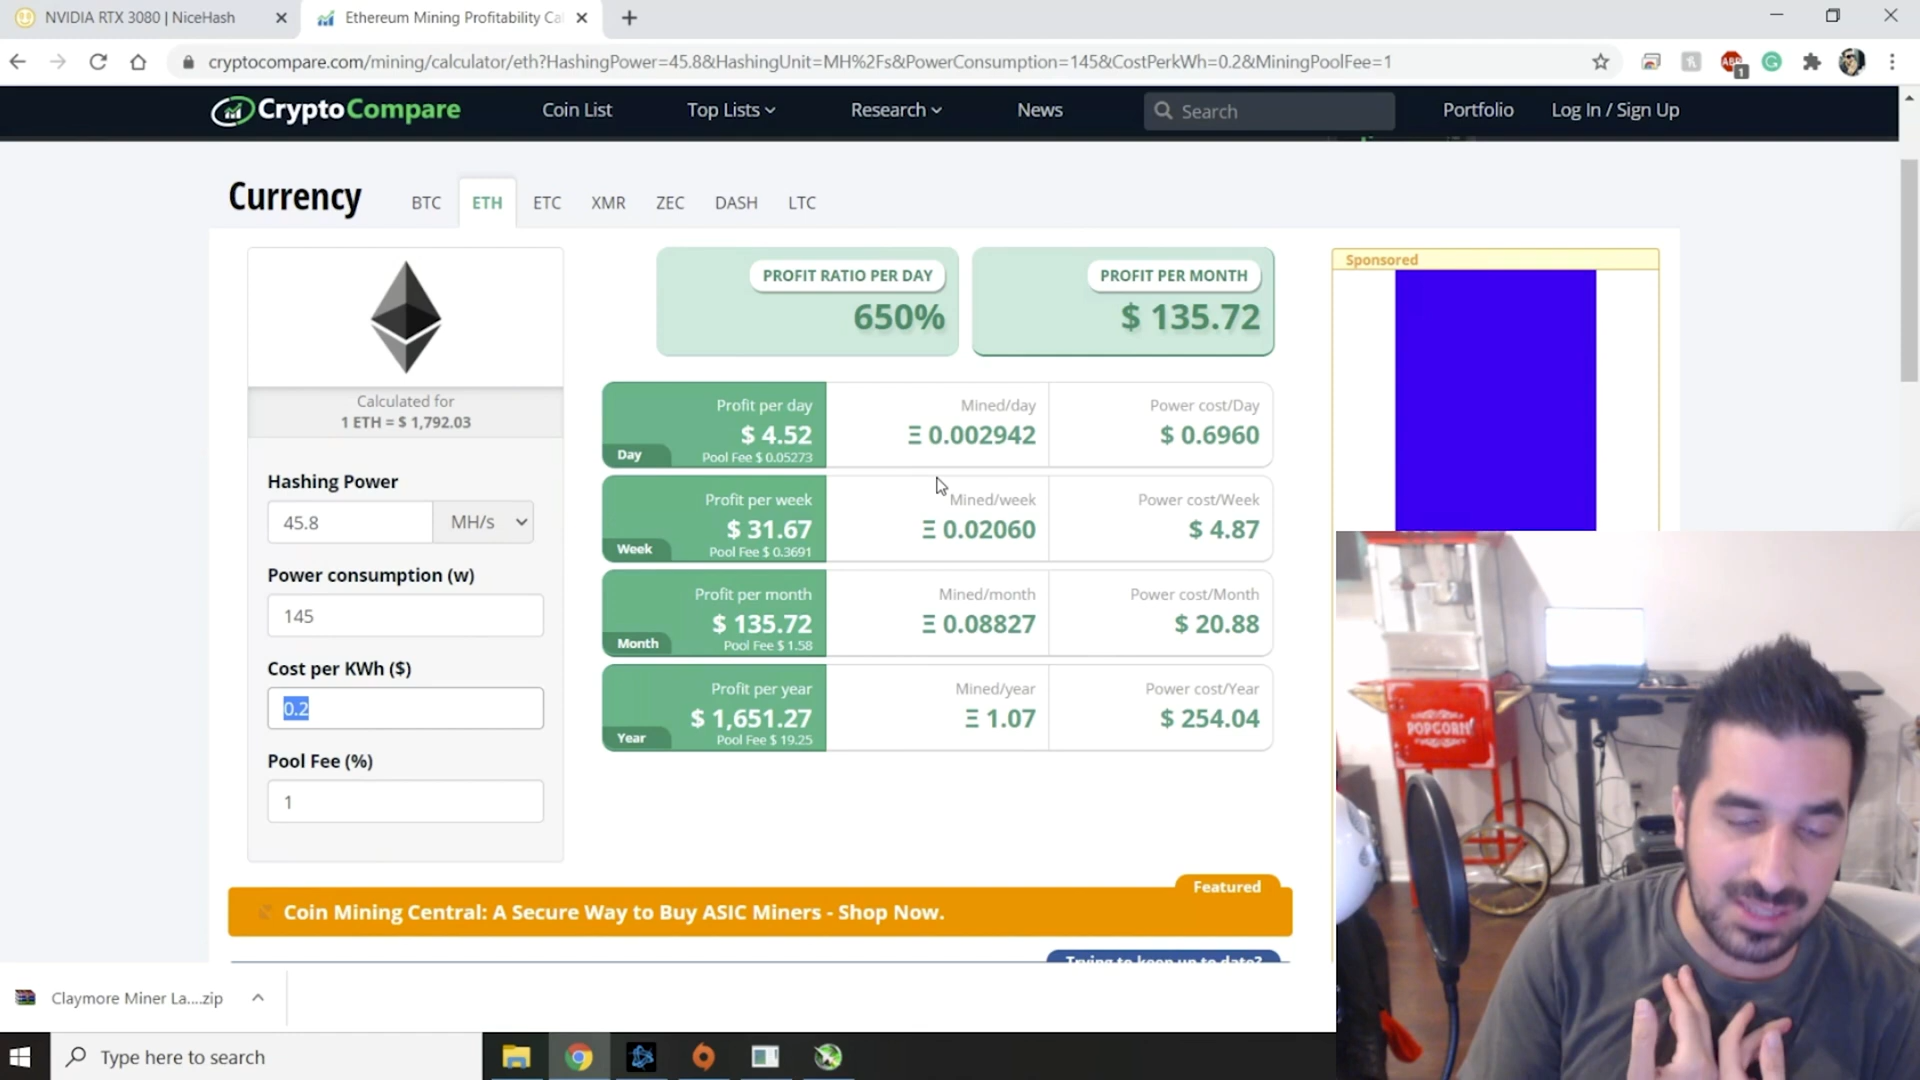 NVIDIA RTX 3080 | NiceHash
Ethereum Mining Profitability Ca
cryptocompare.com/mining/calculator/eth?HashingPower=45.8&HashingUnit=MH%2Fs&PowerConsumption=145&CostPerkWh=0.2&MiningPoolFee=1
ABP
1
CryptoCompare
Coin List
Top Lists
Research
News
Search
Portfolio
Log In / Sign Up
Currency
BTC
ETH
ETC
XMR
ZEC
DASH
LTC
Calculated for
1 ETH = $ 1,792.03
Hashing Power
45.8
MH/s
Power consumption (w)
145
Cost per KWh ($)
0.2
Pool Fee (%)
1
PROFIT RATIO PER DAY
650%
PROFIT PER MONTH
$ 135.72
Profit per day
$ 4.52
Day
Pool Fee $ 0.05273
Mined/day
Ξ 0.002942
Power cost/Day
$ 0.6960
Profit per week
$ 31.67
Week
Pool Fee $ 0.3691
Mined/week
Ξ 0.02060
Power cost/Week
$ 4.87
Profit per month
$ 135.72
Month
Pool Fee $ 1.58
Mined/month
Ξ 0.08827
Power cost/Month
$ 20.88
Profit per year
$ 1,651.27
Year
Pool Fee $ 19.25
Mined/year
Ξ 1.07
Power cost/Year
$ 254.04
Sponsored
POPCORN
Featured
Coin Mining Central: A Secure Way to Buy ASIC Miners - Shop Now.
Trying to keep up to date?
Claymore Miner La....zip
Type here to search